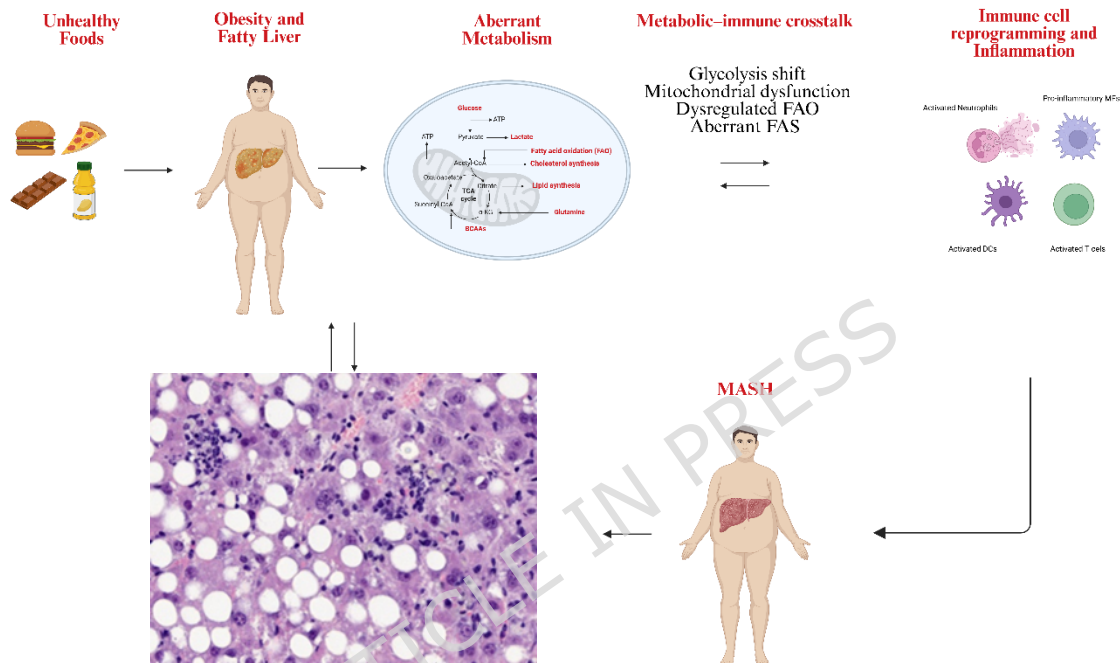 Unhealthy
Foods
Obesity and
Fatty Liver
Aberrant
Metabolism
Metabolic–immune crosstalk
Immune cell
reprogramming and
Inflammation
Glycolysis shift
Mitochondrial dysfunction
Dysregulated FAO
Aberrant FAS
Glucose
ATP
Pyruvate
Lactate
ATP
Fatty acid oxidation (FAO)
Acetyl-CoA
Cholesterol synthesis
Citrate
Lipid synthesis
TCA
cycle
Succinyl CoA
α-KG
Glutamine
BCAAs
Activated Neutrophils
Pro-inflammatory MFs
Activated DCs
Activated T cells
MASH
ARTICLE IN PRESS